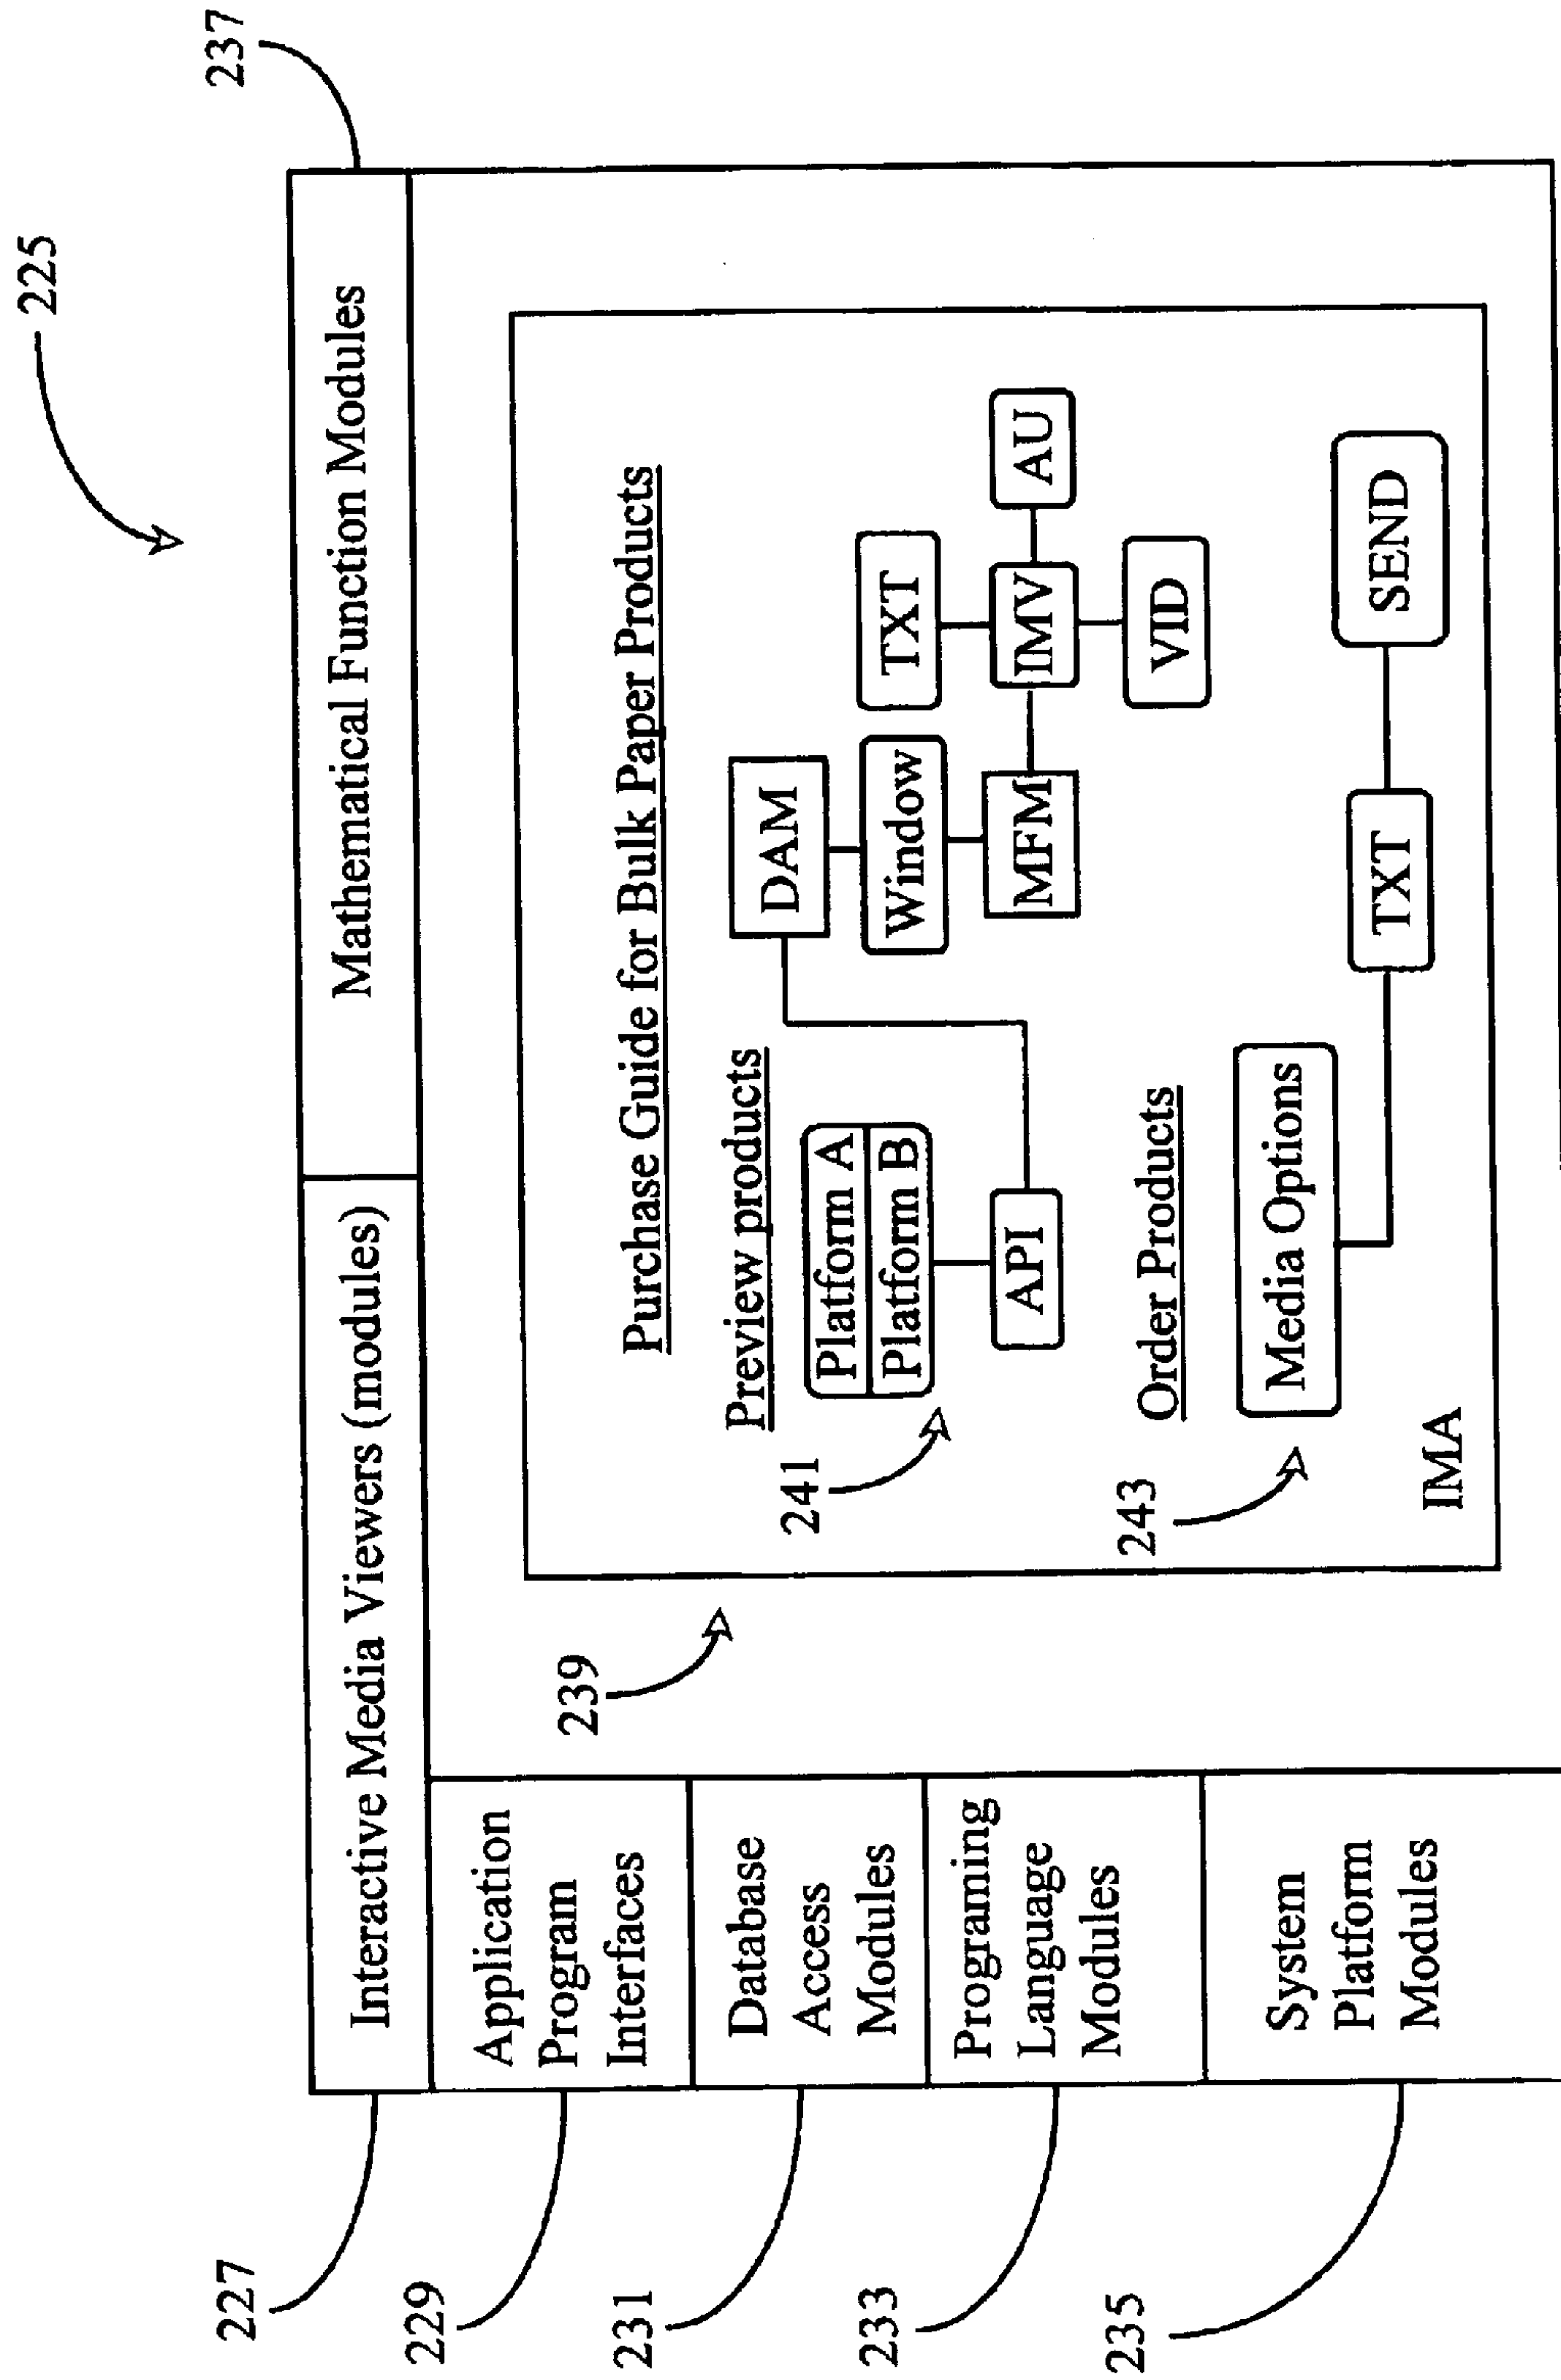 225
237
227
Interactive Media Viewers (modules)
Mathematical Function Modules
229
Application
Program
Interfaces
231
Database
Access
Modules
233
Programing
Language
Modules
235
System
Platform
Modules
239
Purchase Guide for Bulk Paper Products
Preview products
241
Platform A
Platform B
API
DAM
Window
MFM
TXT
IMV
AU
VID
Order Products
243
Media Options
TXT
SEND
IMA